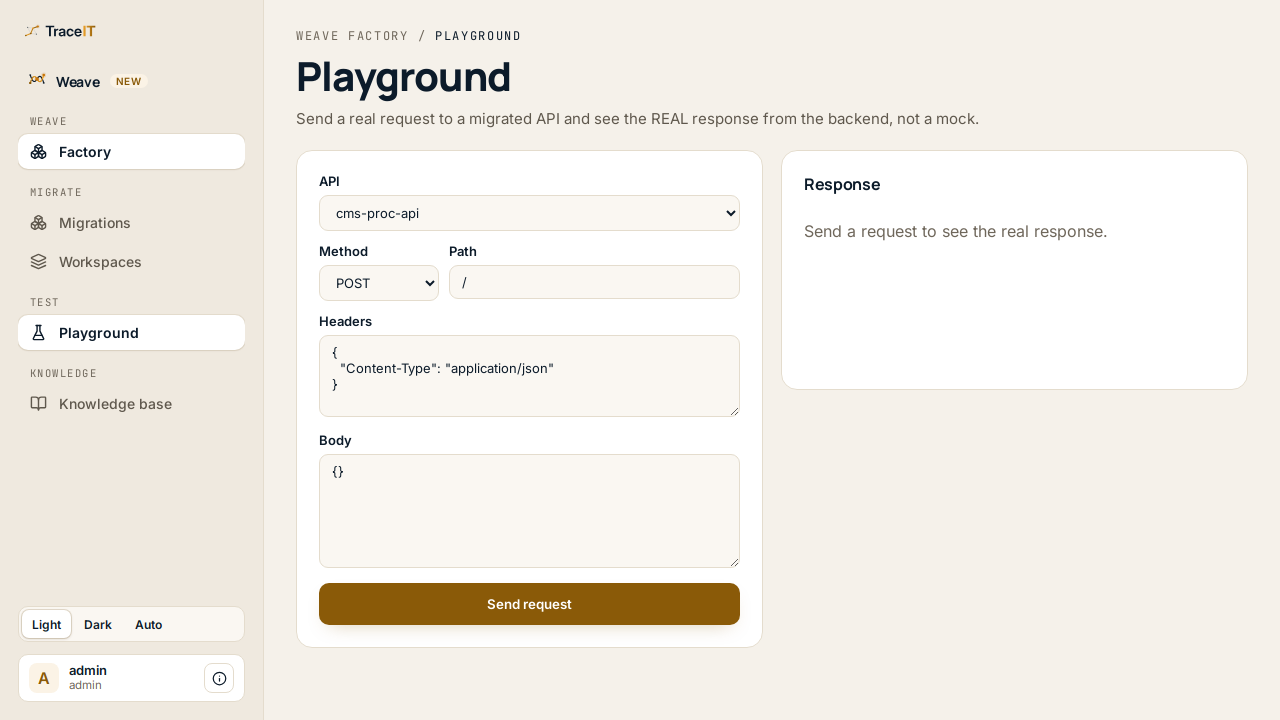 TraceIT
Weave NEW
WEAVE
Factory
MIGRATE
Migrations
Workspaces
TEST
Playground
KNOWLEDGE
Knowledge base
Light Dark Auto
A admin
admin
WEAVE FACTORY / PLAYGROUND
Playground
Send a real request to a migrated API and see the REAL response from the backend, not a mock.
API
cms-proc-api
Method Path
POST /
Headers
{
"Content-Type": "application/json"
}
Body
{}
Send request
Response
Send a request to see the real response.